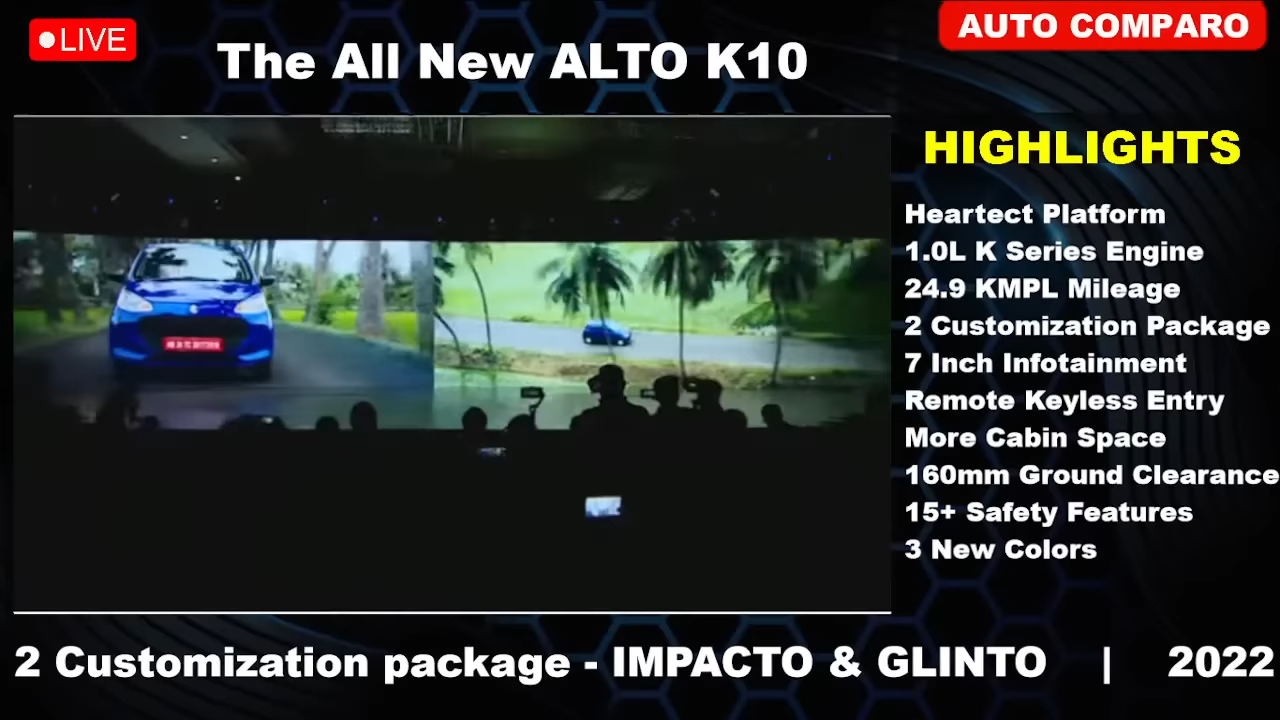 LIVE
AUTO COMPARO
The All New ALTO K10
HIGHLIGHTS
Heartect Platform
1.0L K Series Engine
24.9 KMPL Mileage
2 Customization Package
7 Inch Infotainment
Remote Keyless Entry
More Cabin Space
160mm Ground Clearance
15+ Safety Features
3 New Colors
2 Customization package - IMPACTO & GLINTO | 2022